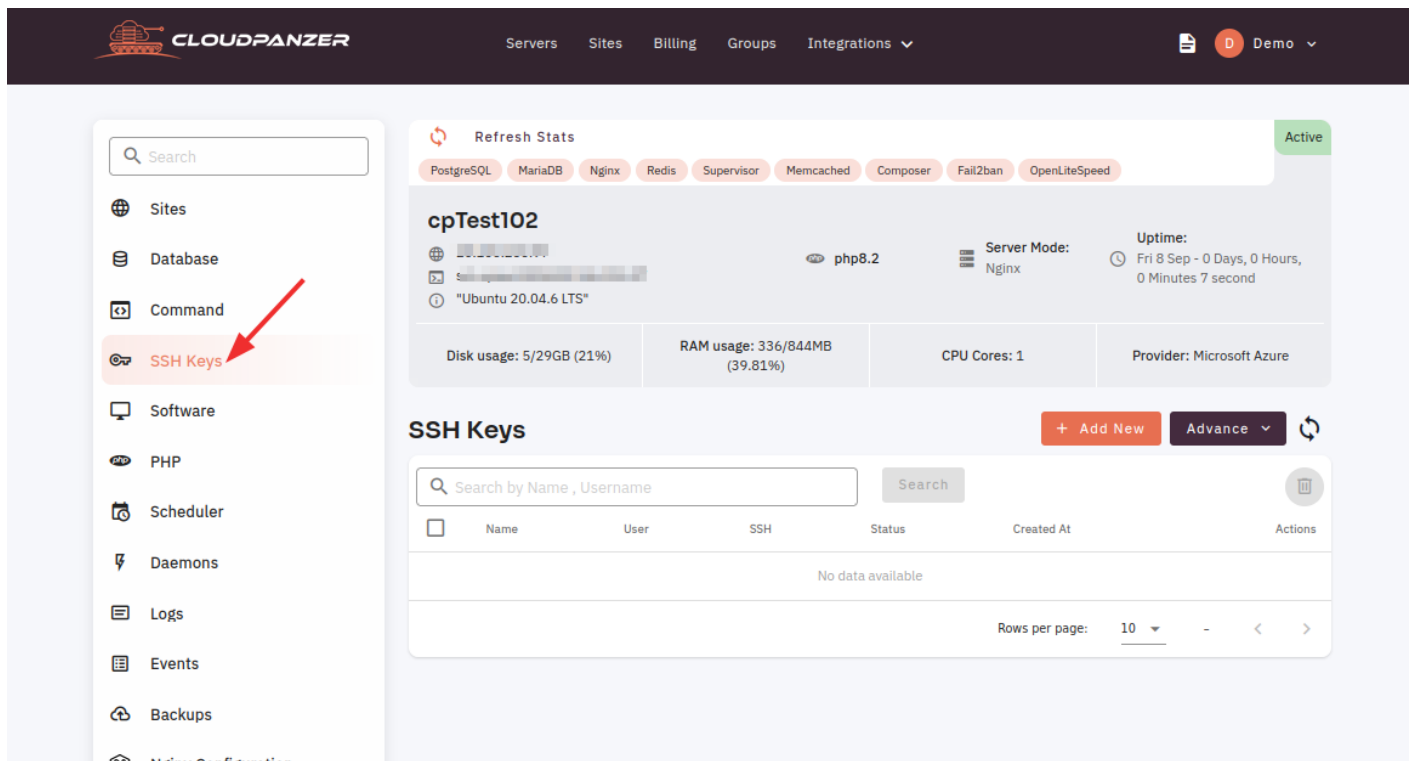 CLOUDPANZER
Servers Sites Billing Groups Integrations
D Demo
Search
Sites
Database
Command
SSH Keys
Software
PHP
Scheduler
Daemons
Logs
Events
Backups
Refresh Stats
Active
PostgreSQL MariaDB Nginx Redis Supervisor Memcached Composer Fail2ban OpenLiteSpeed
cpTest102
"Ubuntu 20.04.6 LTS"
php php8.2
Server Mode:
Nginx
Uptime:
Fri 8 Sep - 0 Days, 0 Hours,
0 Minutes 7 second
Disk usage: 5/29GB (21%)
RAM usage: 336/844MB
(39.81%)
CPU Cores: 1
Provider: Microsoft Azure
SSH Keys
+ Add New
Advance
Search by Name , Username
Search
Name User SSH Status Created At Actions
No data available
Rows per page: 10 -